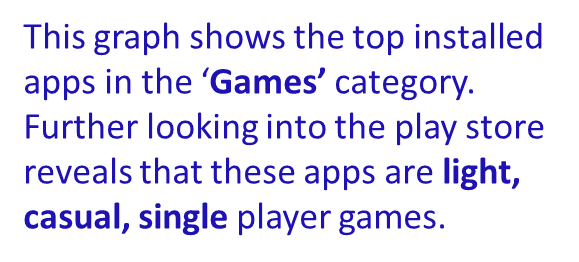 This graph shows the top installed
apps in the ‘Games’ category.
Further looking into the play store
reveals that these apps are light,
casual, single player games.